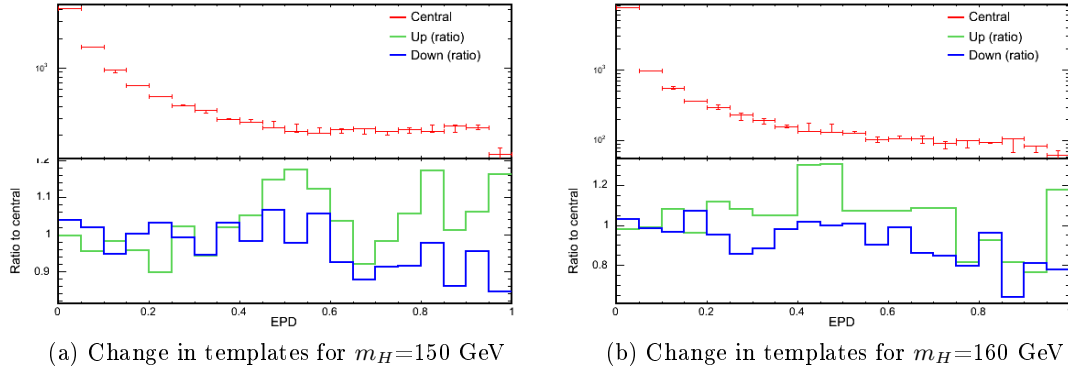 Central
Up (ratio)
Down (ratio)
10³
1.2
1.1
1
0.9
Ratio to central
0 0.2 0.4 0.6 0.8 1
EPD
(a) Change in templates for m_H=150 GeV
Central
Up (ratio)
Down (ratio)
10³
10²
1.2
1
0.8
Ratio to central
0 0.2 0.4 0.6 0.8
EPD
(b) Change in templates for m_H=160 GeV